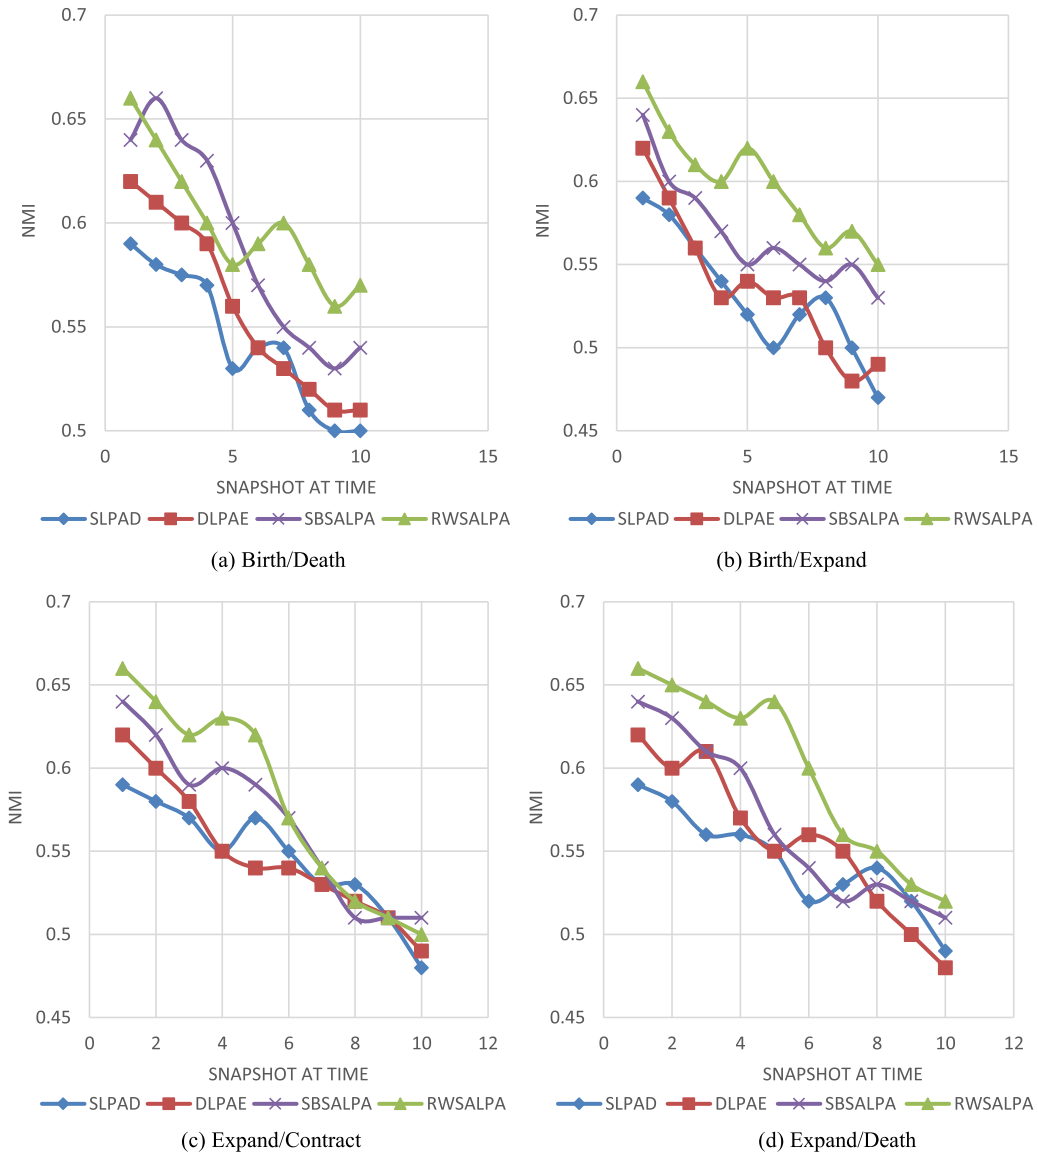 0.7
0.65
0.6
0.55
0.5
NMI
0 5 10 15
SNAPSHOT AT TIME
SLPAD DLPAE SBSALPA RWSALPA
(a) Birth/Death
0.7
0.65
0.6
0.55
0.5
0.45
NMI
0 5 10 15
SNAPSHOT AT TIME
SLPAD DLPAE SBSALPA RWSALPA
(b) Birth/Expand
0.7
0.65
0.6
0.55
0.5
0.45
NMI
0 2 4 6 8 10 12
SNAPSHOT AT TIME
SLPAD DLPAE SBSALPA RWSALPA
(c) Expand/Contract
0.7
0.65
0.6
0.55
0.5
0.45
NMI
0 2 4 6 8 10 12
SNAPSHOT AT TIME
SLPAD DLPAE SBSALPA RWSALPA
(d) Expand/Death